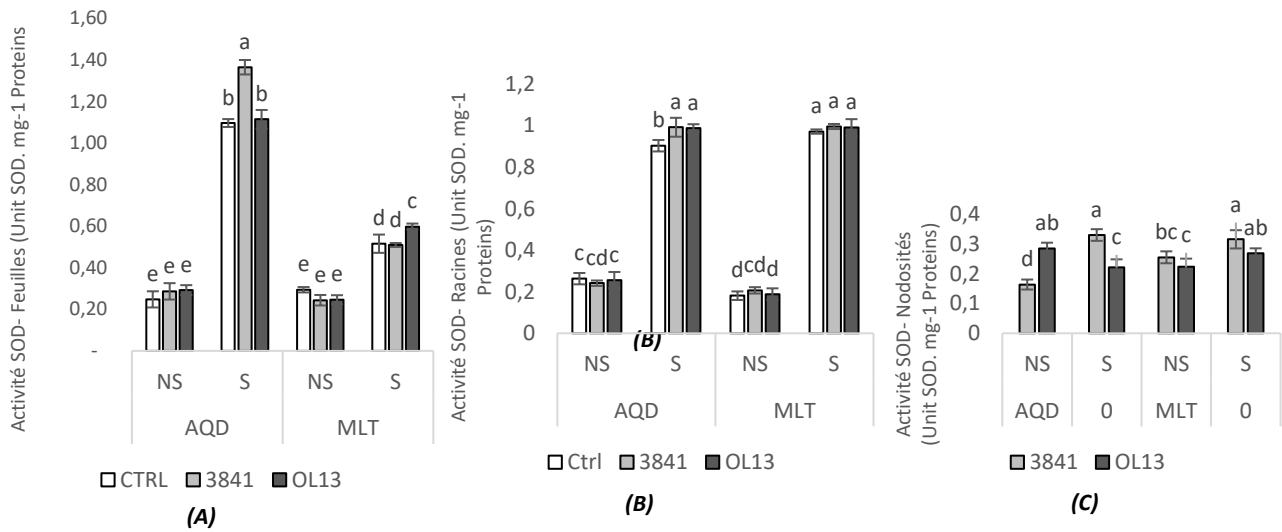 Activité SOD- Feuilles (Unit SOD. mg-1 Proteins
1,60
1,40
1,20
1,00
0,80
0,60
0,40
0,20
-
e e e
b a b
e e e
d d c
NS S NS S
AQD MLT
CTRL 3841 OL13
(A)
Activité SOD- Racines (Unit SOD. mg-1
Proteins)
1,2
1
0,8
0,6
0,4
0,2
0
c cd c
b a a
d cd d
a a a
(B)
NS S NS S
AQD MLT
Ctrl 3841 OL13
(B)
Activité SOD- Nodosités
(Unit SOD. mg-1 Proteins)
0,4
0,3
0,2
0,1
0
d ab a c bc c a ab
NS S NS S
AQD 0 MLT 0
3841 OL13
(C)